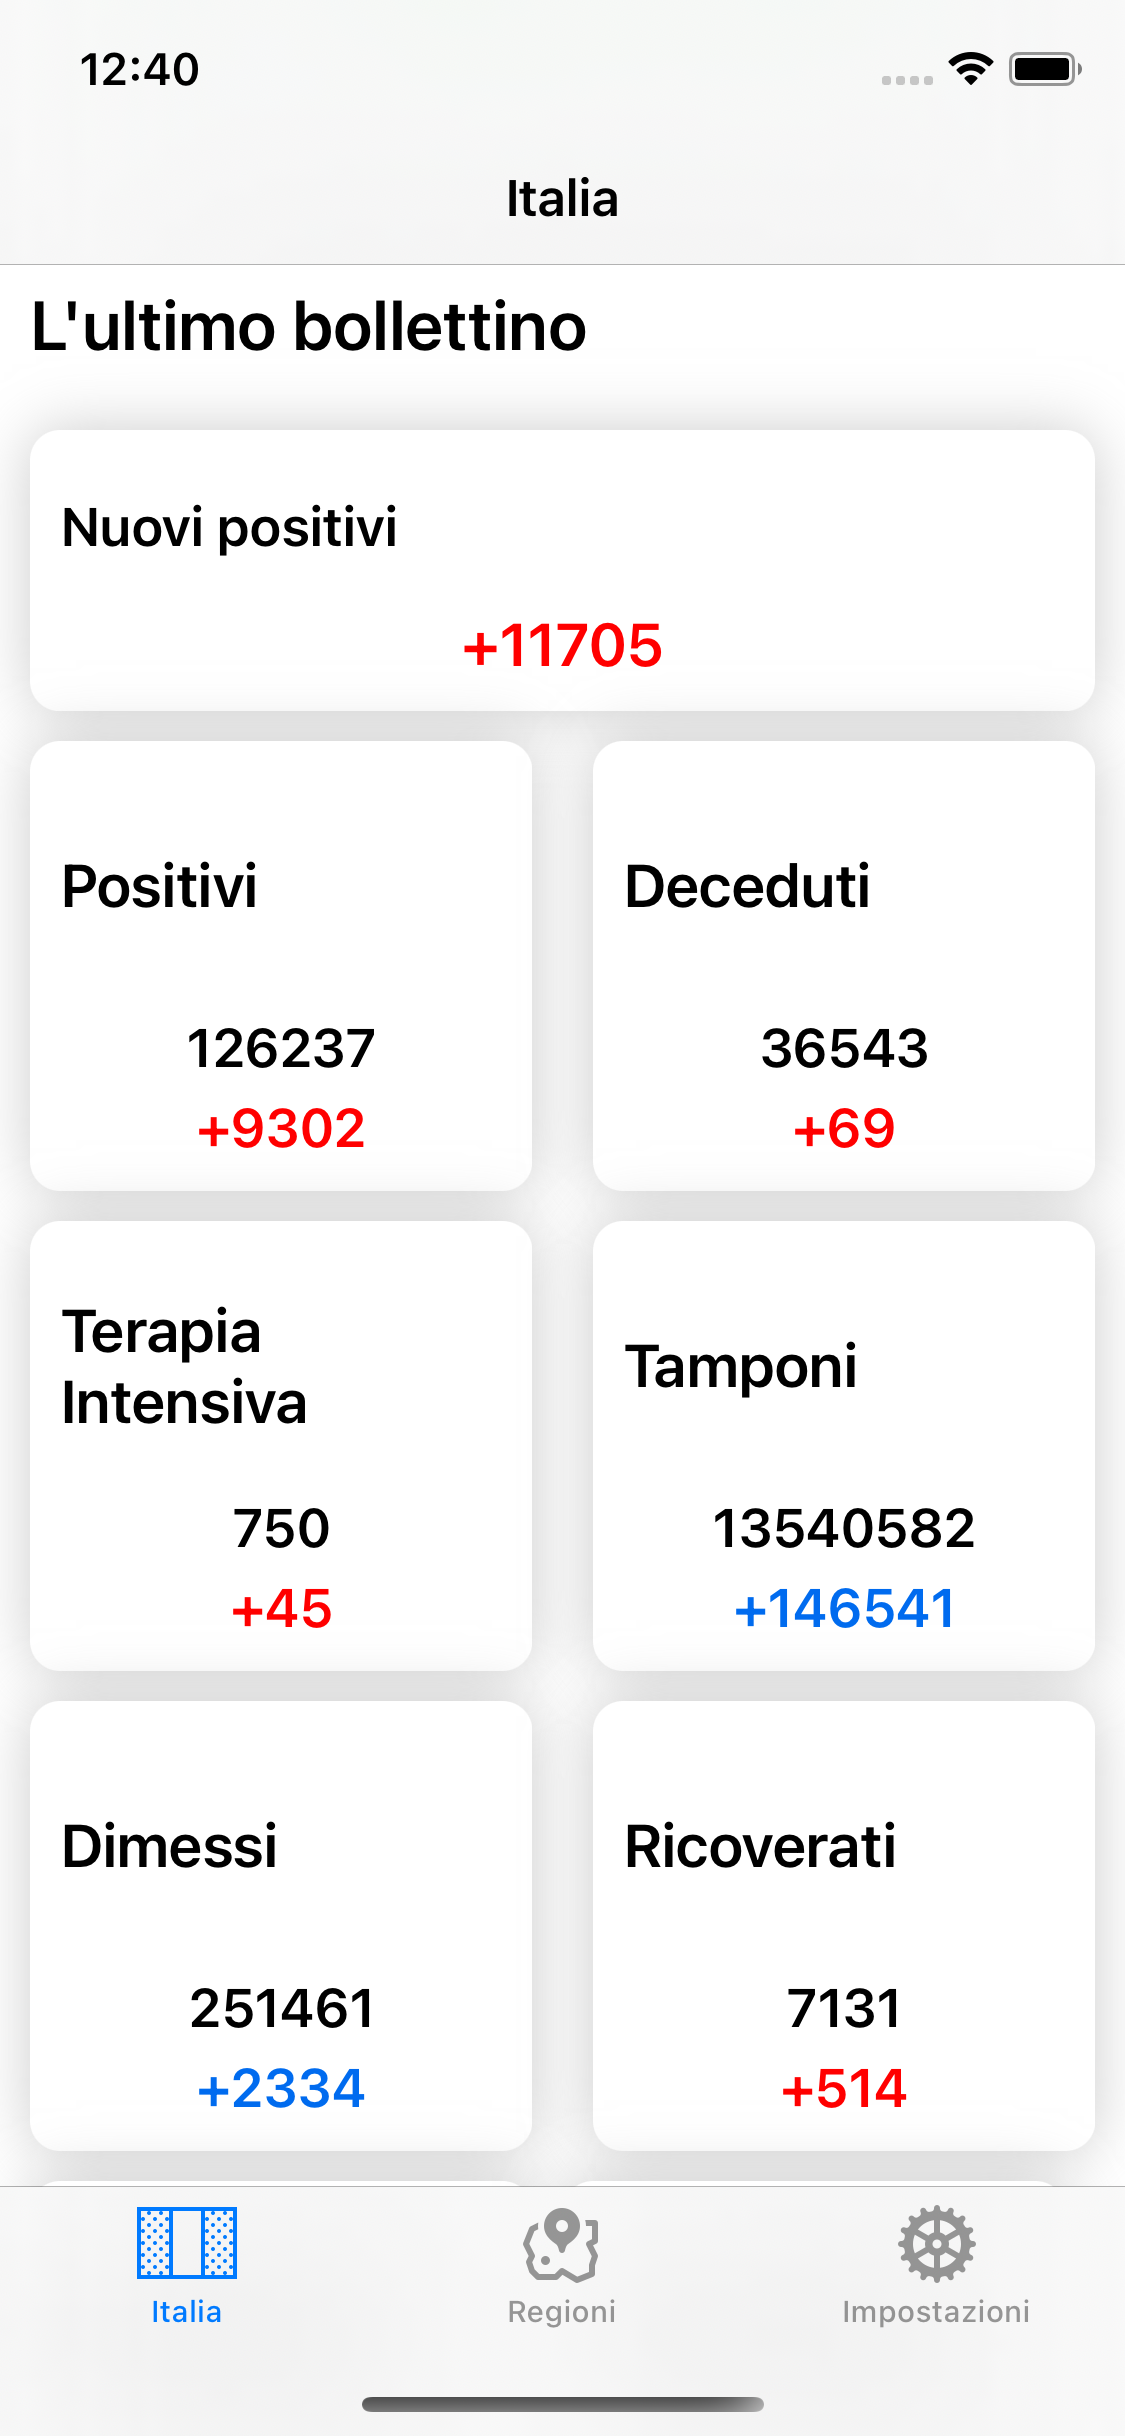 12:40
Italia
L'ultimo bollettino
Nuovi positivi
+11705
Positivi
126237
+9302
Deceduti
36543
+69
Terapia
Intensiva
750
+45
Tamponi
13540582
+146541
Dimessi
251461
+2334
Ricoverati
7131
+514
Italia
Regioni
Impostazioni